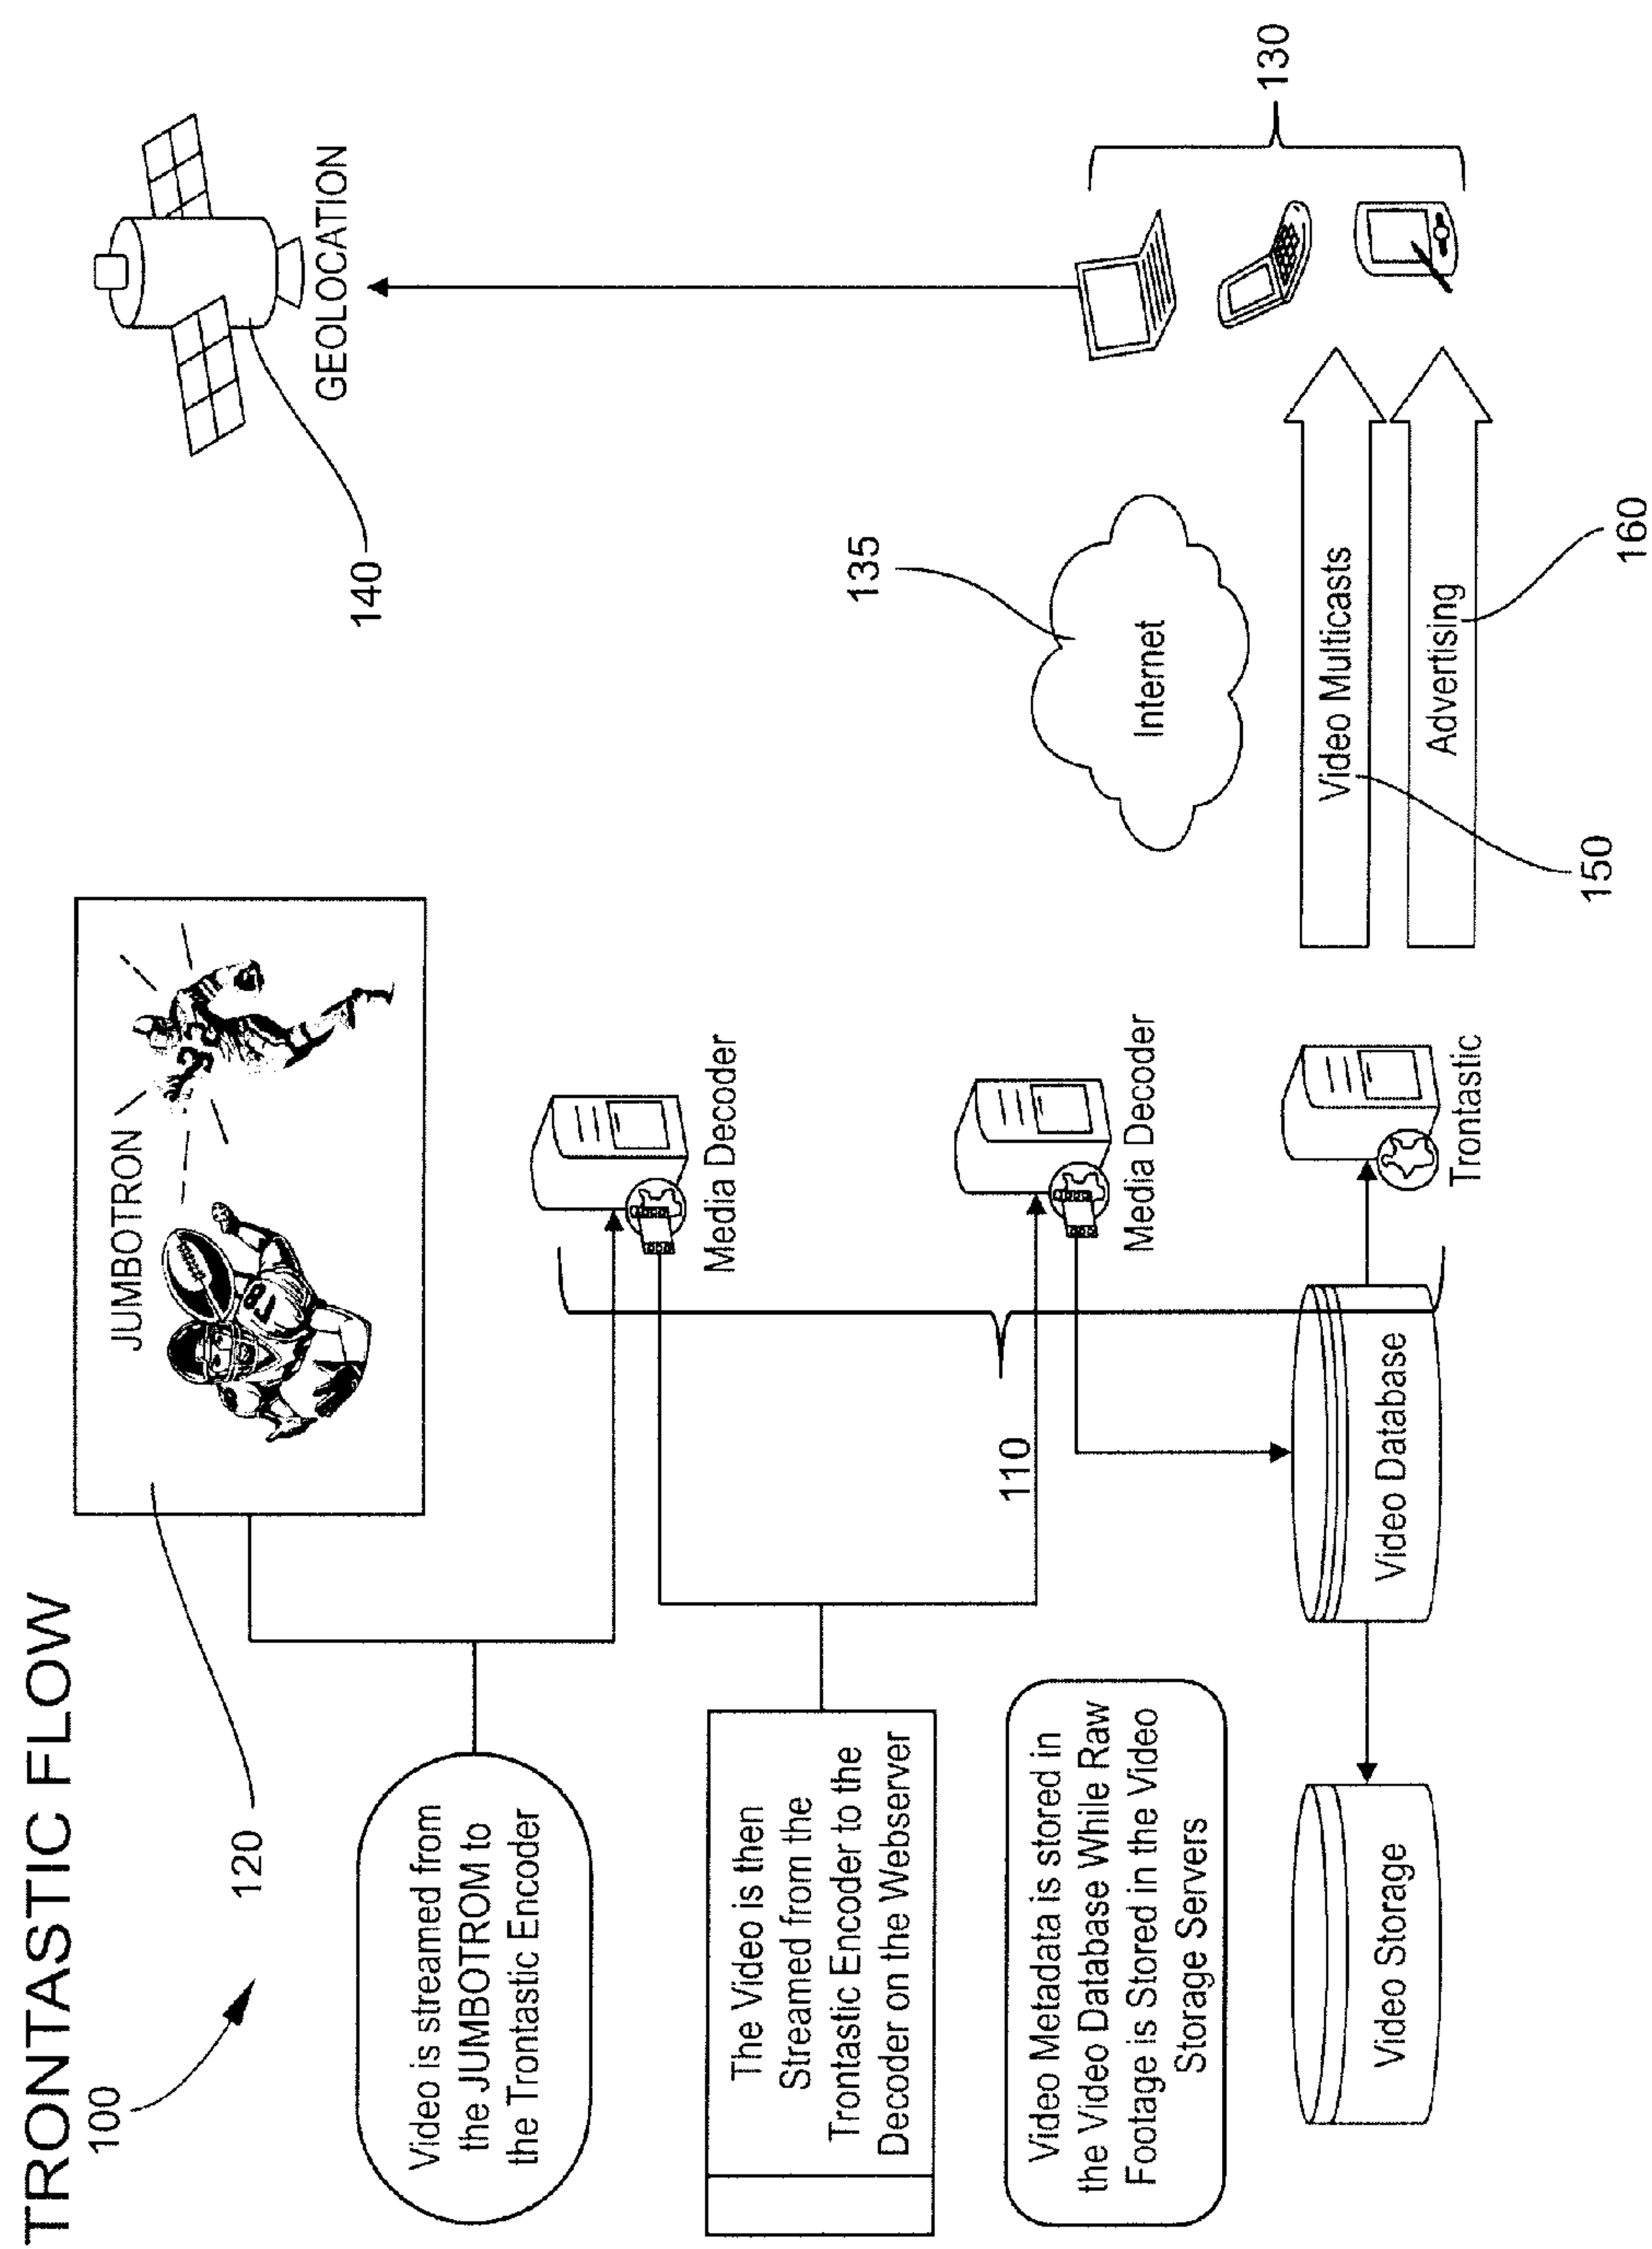 TRONTASTIC FLOW
100
120
JUMBOTRON
140
GEOLOCATION
Video is streamed from
the JUMBOTROM to
the Trontastic Encoder
Media Decoder
The Video is then
Streamed from the
Trontastic Encoder to the
Decoder on the Webserver
110
Media Decoder
135
Internet
130
Video Metadata is stored in
the Video Database While Raw
Footage is Stored in the Video
Storage Servers
Video Storage
Video Database
Trontastic
Video Multicasts
Advertising
150
160
33
81
8